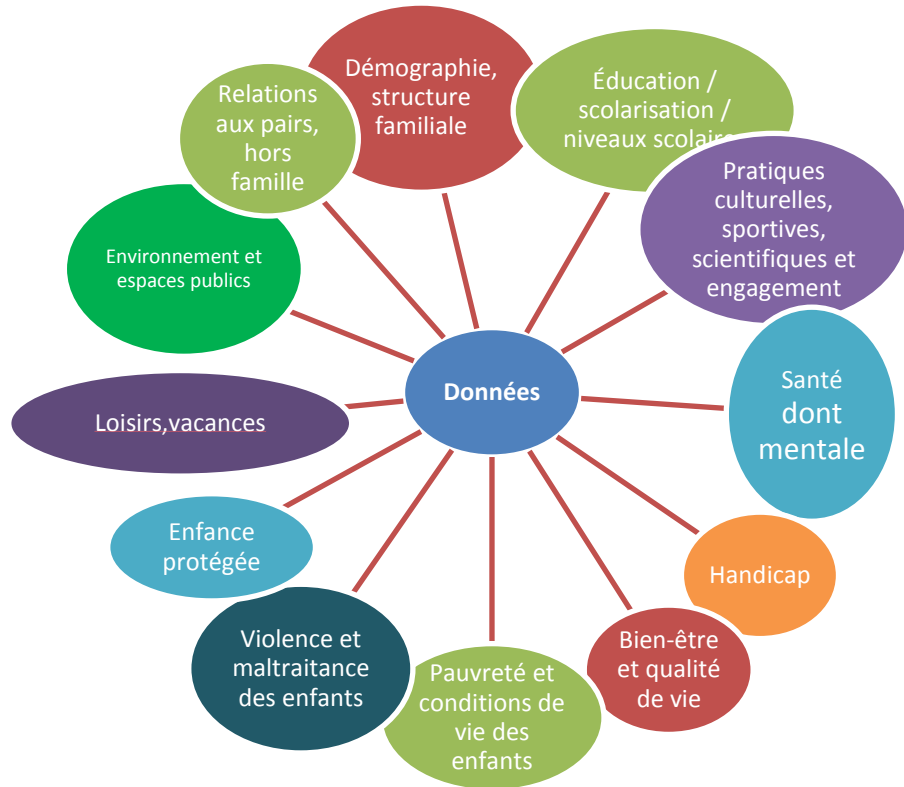 Démographie,
structure
familiale
Éducation /
scolarisation /
niveaux scolaire
Pratiques
culturelles,
sportives,
scientifiques et
engagement
Santé
dont
mentale
Handicap
Bien-être
et qualité
de vie
Pauvreté et
conditions de
vie des
enfants
Violence et
maltraitance
des enfants
Enfance
protégée
Loisirs,vacances
Environnement et
espaces publics
Relations
aux pairs,
hors
famille
Données